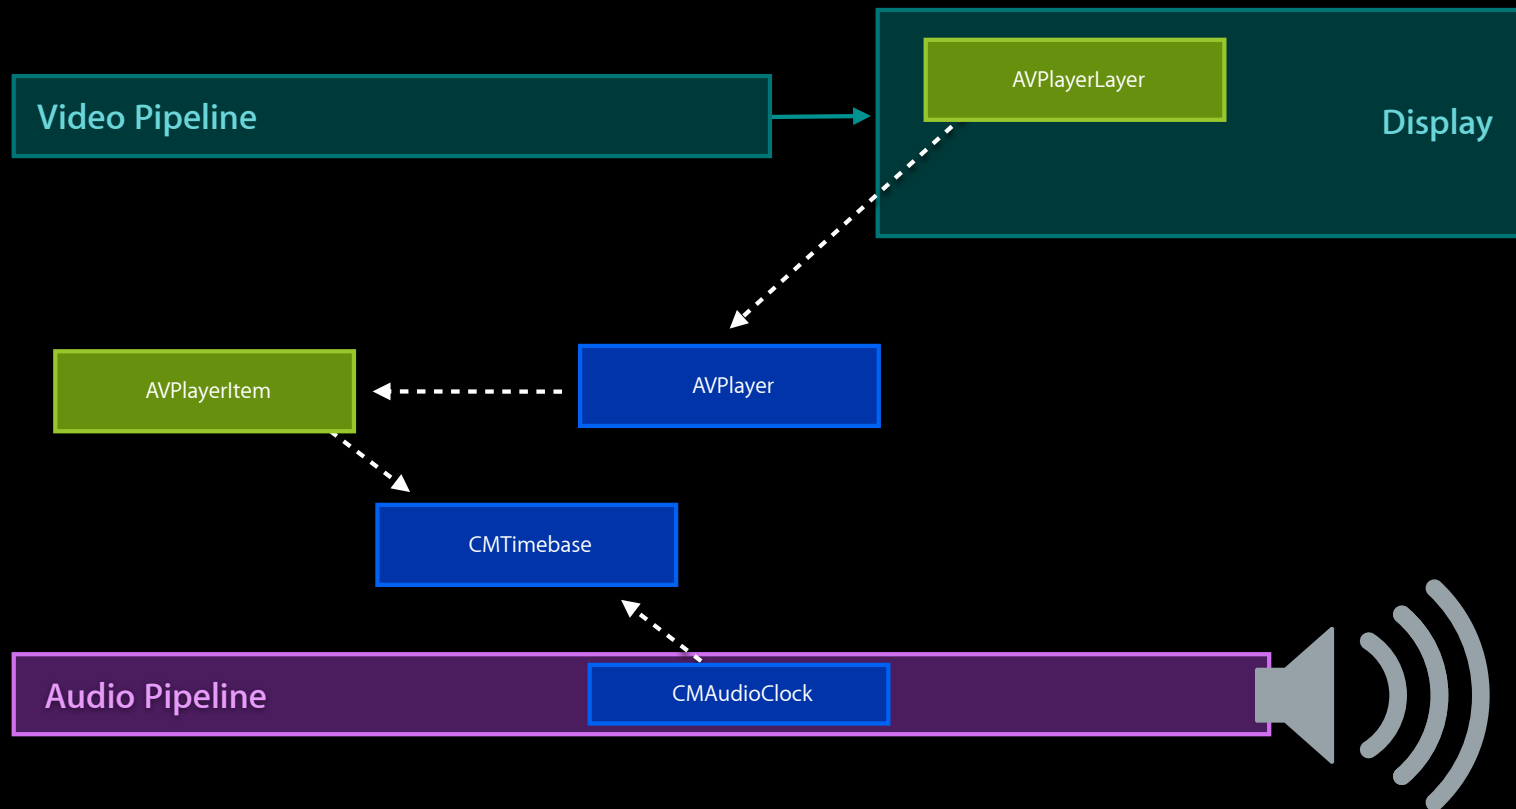 AVPlayerLayer
Video Pipeline
Display
AVPlayerItem
AVPlayer
CMTimebase
Audio Pipeline
CMAudioClock